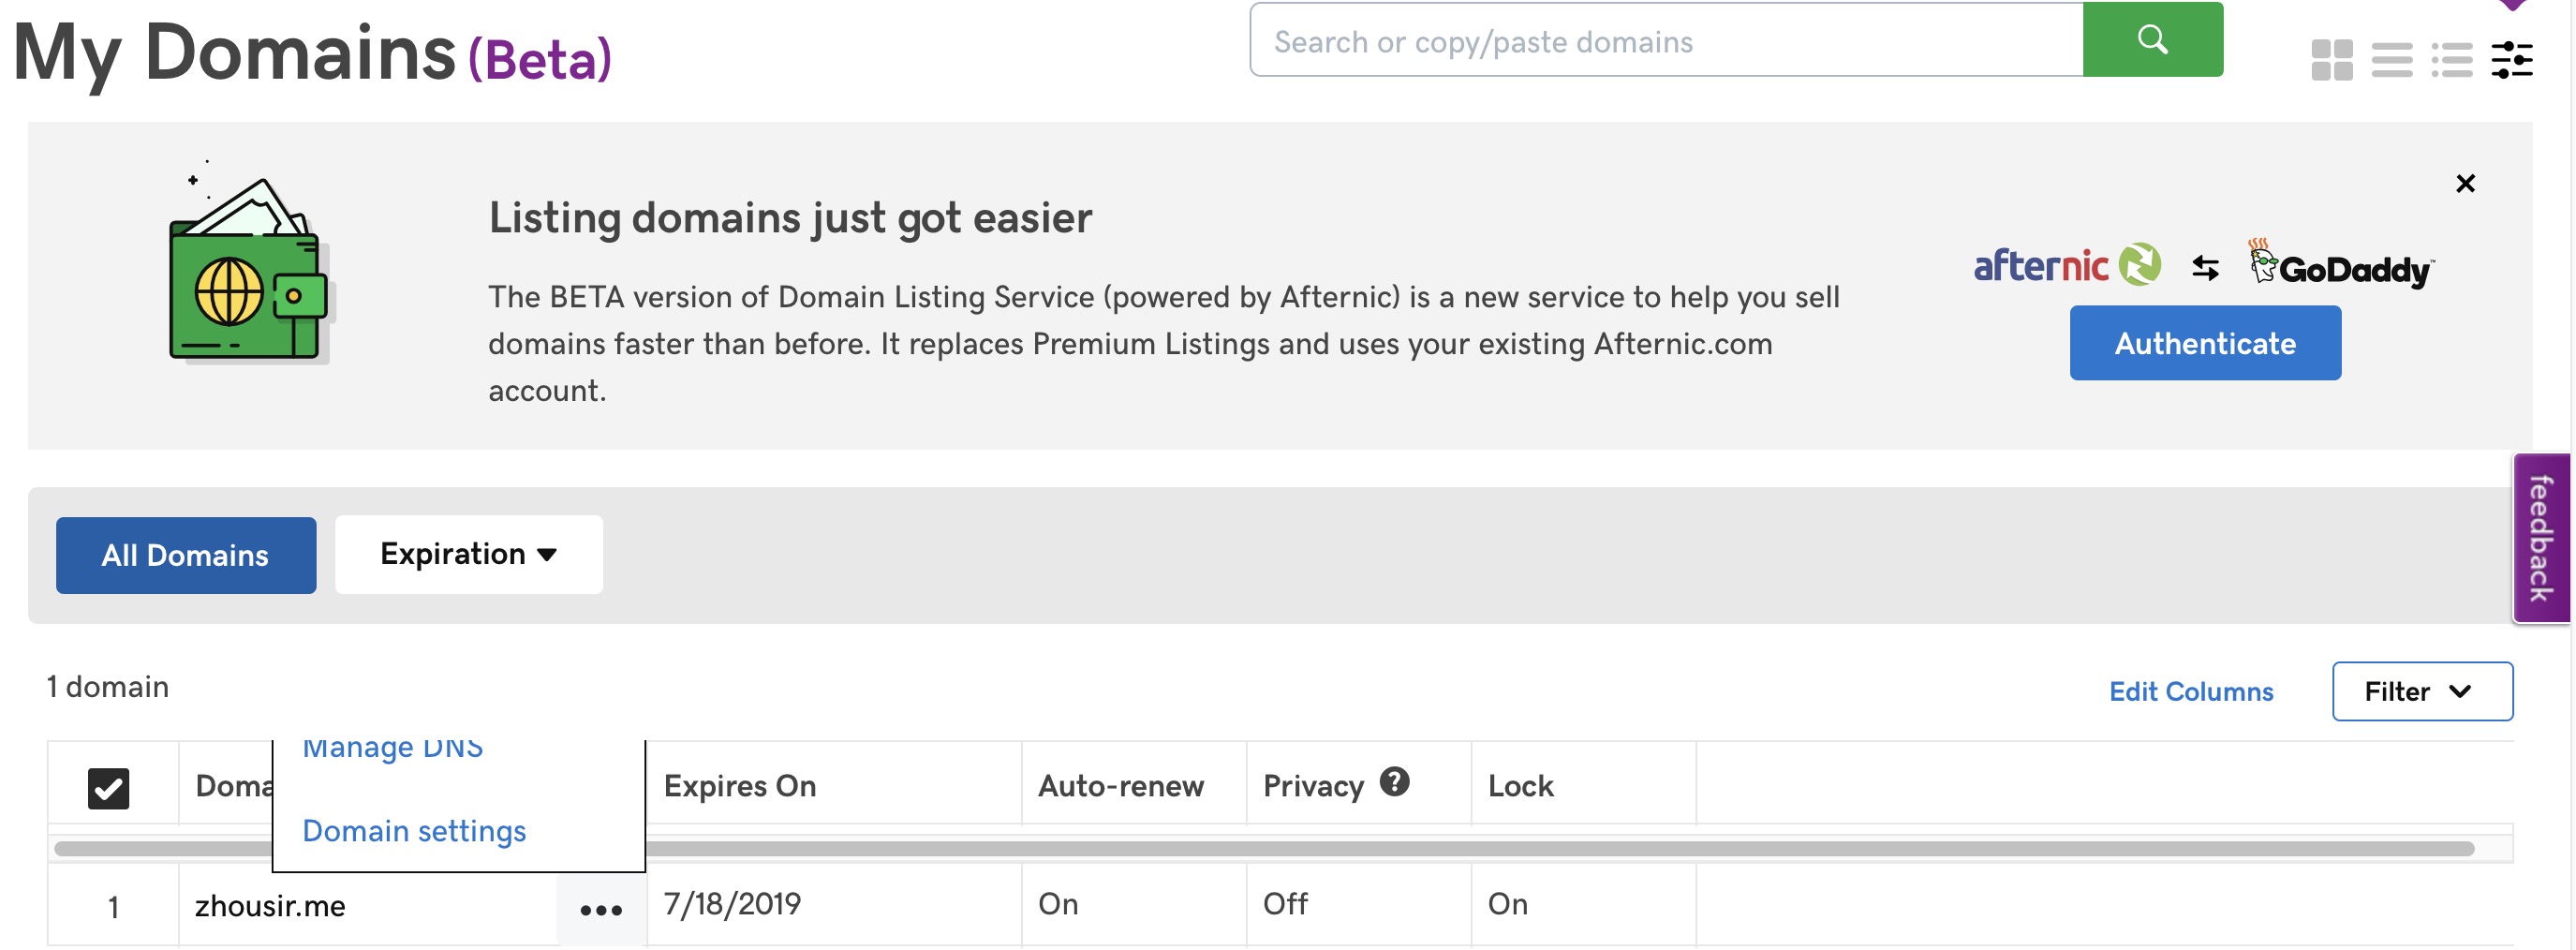 My Domains (Beta)
Search or copy/paste domains
Listing domains just got easier
The BETA version of Domain Listing Service (powered by Afternic) is a new service to help you sell
domains faster than before. It replaces Premium Listings and uses your existing Afternic.com
account.
afternic
GoDaddy™
Authenticate
feedback
All Domains
Expiration
1 domain
Edit Columns
Filter
Manage DNS
Doma
Expires On
Auto-renew
Privacy ?
Lock
Domain settings
1
zhousir.me
7/18/2019
On
Off
On